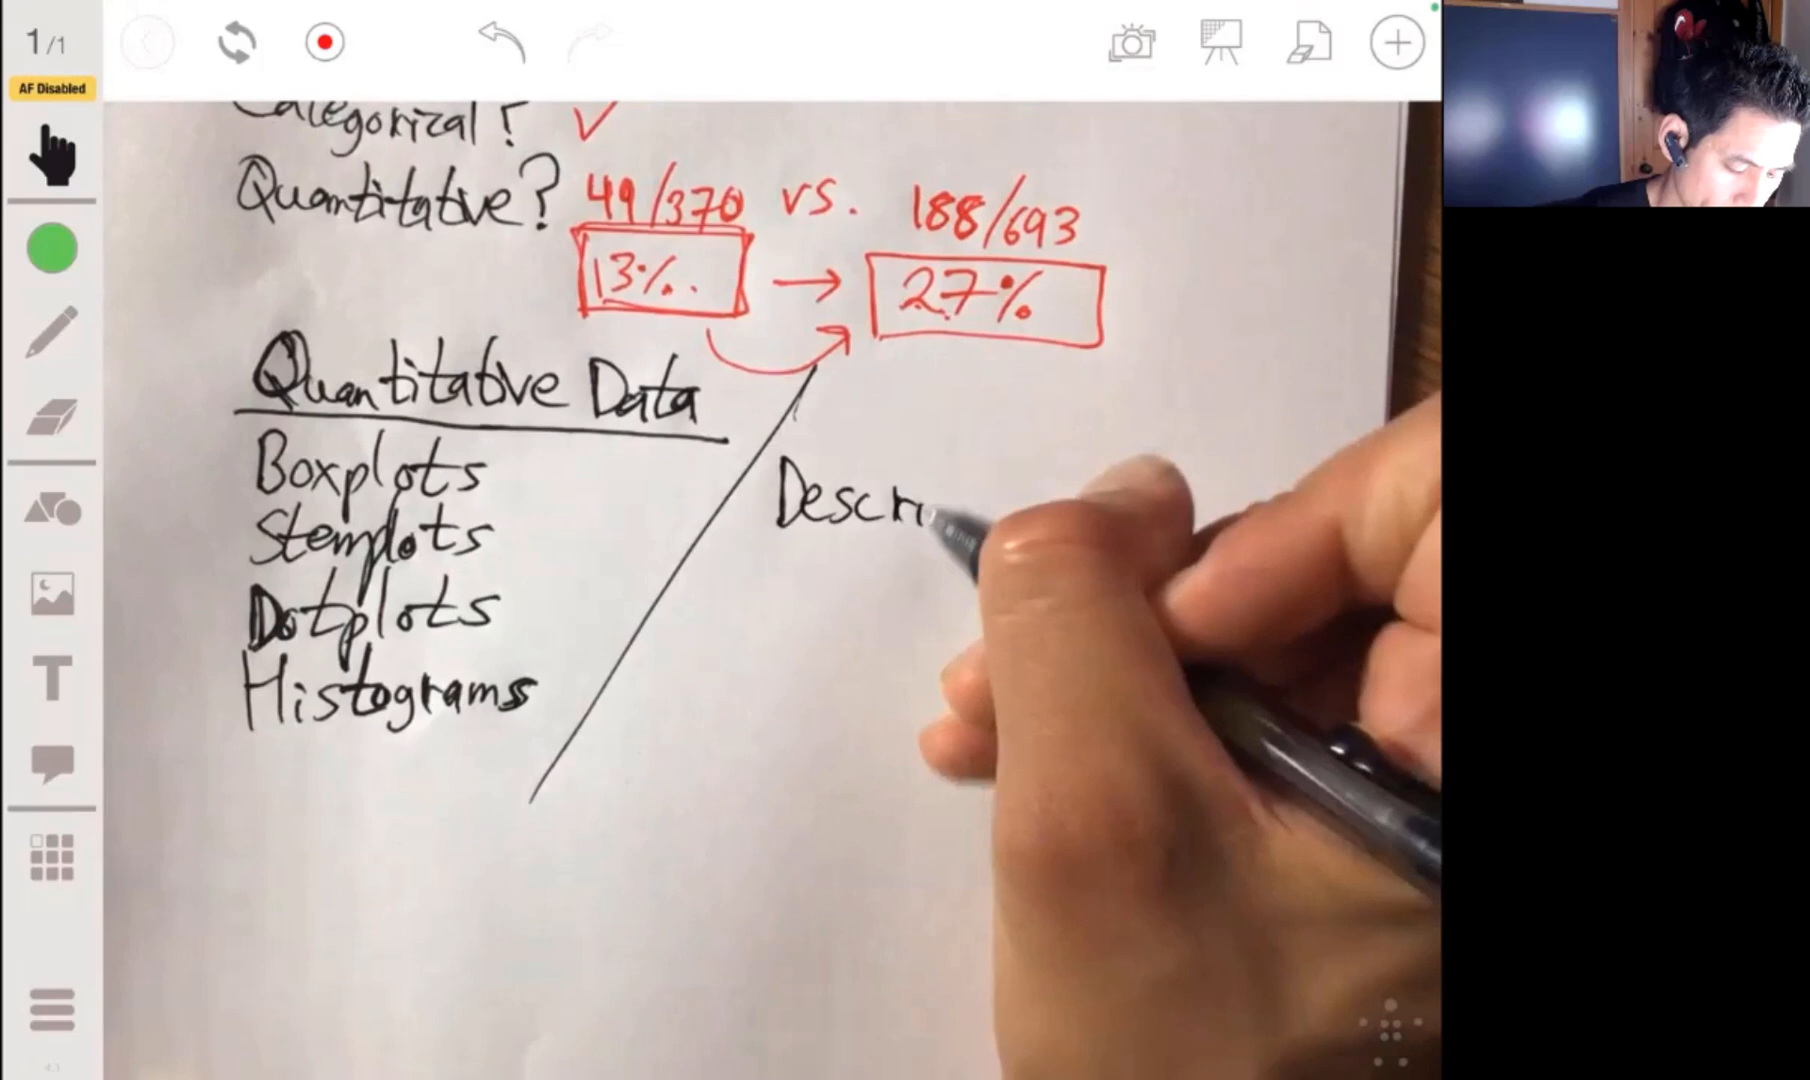 1/1
AF Disabled
Categorical? ✓
Quantitative? 49/370 vs. 188/693
13%. → 27%
Quantitative Data
Boxplots
Stemplots
Dotplots
Histograms
Descri
T